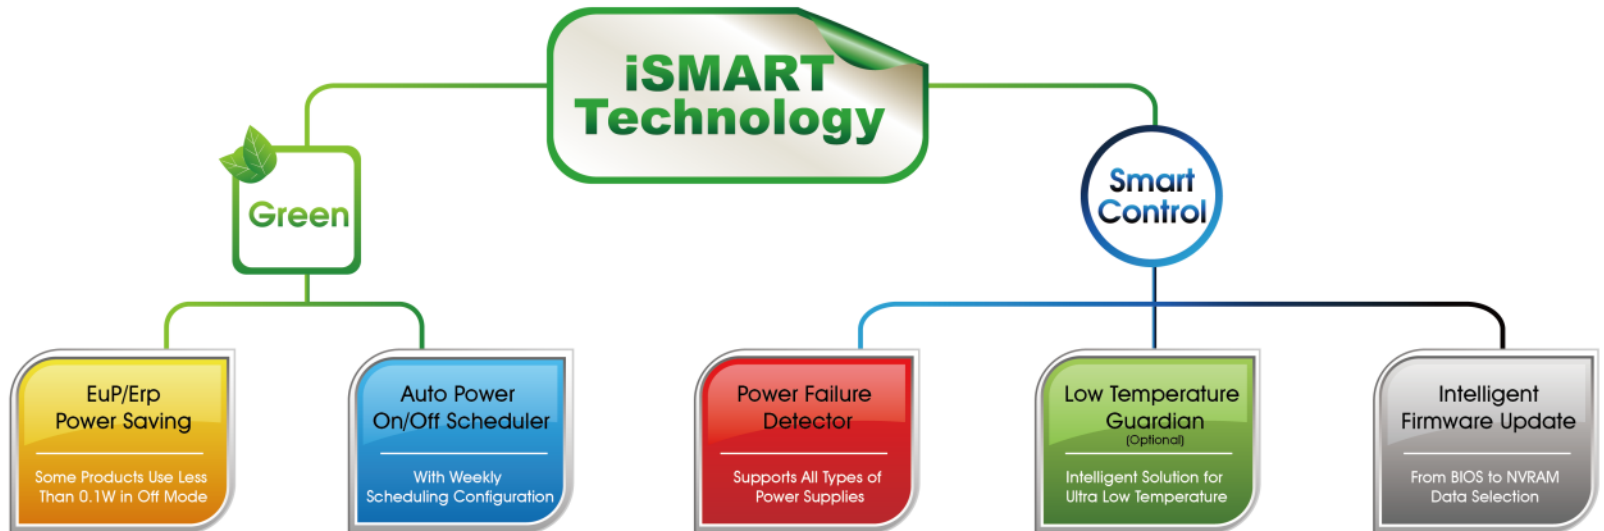 iSMART
Technology
Green
Smart
Control
EuP/Erp
Power Saving
Some Products Use Less
Than 0.1W in Off Mode
Auto Power
On/Off Scheduler
With Weekly
Scheduling Configuration
Power Failure
Detector
Supports All Types of
Power Supplies
Low Temperature
Guardian
(Optional)
Intelligent Solution for
Ultra Low Temperature
Intelligent
Firmware Update
From BIOS to NVRAM
Data Selection